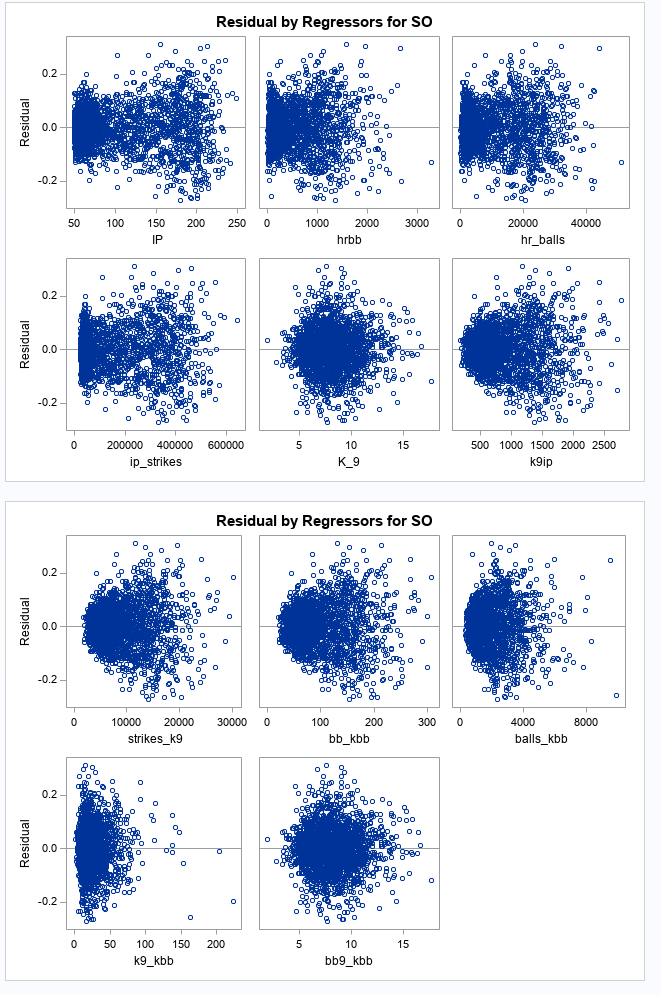 Residual by Regressors for SO
Residual
0.2
0.0
-0.2
50 100 150 200 250
IP
0 1000 2000 3000
hrbb
0 20000 40000
hr_balls
Residual
0.2
0.0
-0.2
0 200000 400000 600000
ip_strikes
5 10 15
K_9
500 1000 1500 2000 2500
k9ip
Residual by Regressors for SO
Residual
0.2
0.0
-0.2
0 10000 20000 30000
strikes_k9
0 100 200 300
bb_kbb
0 4000 8000
balls_kbb
Residual
0.2
0.0
-0.2
0 50 100 150 200
k9_kbb
5 10 15
bb9_kbb